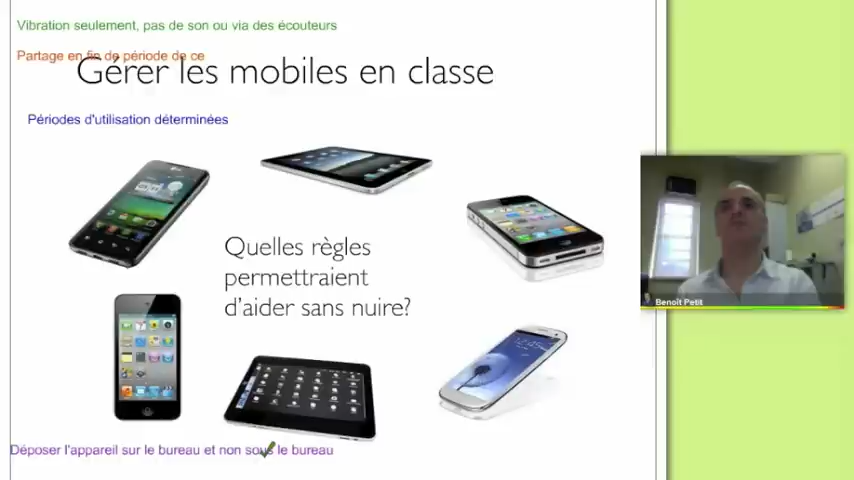 Vibration seulement, pas de son ou via des écouteurs
Partage en fin de période de ce
Gérer les mobiles en classe
Périodes d'utilisation déterminées
Quelles règles
permettraient
d'aider sans nuire?
Benoît Petit
Déposer l'appareil sur le bureau et non sous le bureau